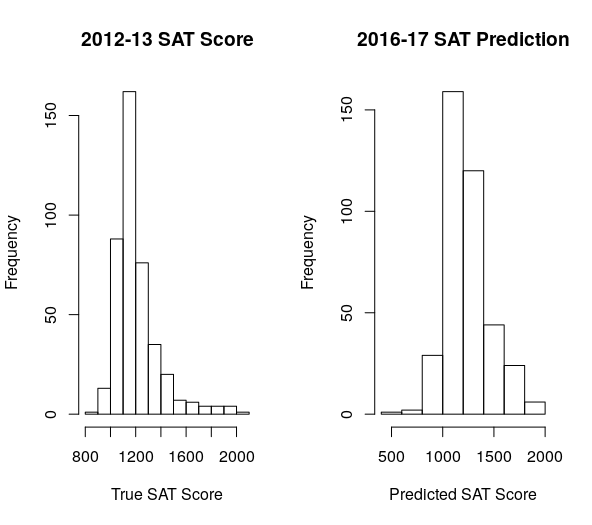 2012-13 SAT Score
2016-17 SAT Prediction
Frequency
0
50
100
150
800
1200
1600
2000
True SAT Score
Frequency
0
50
100
150
500
1000
1500
2000
Predicted SAT Score